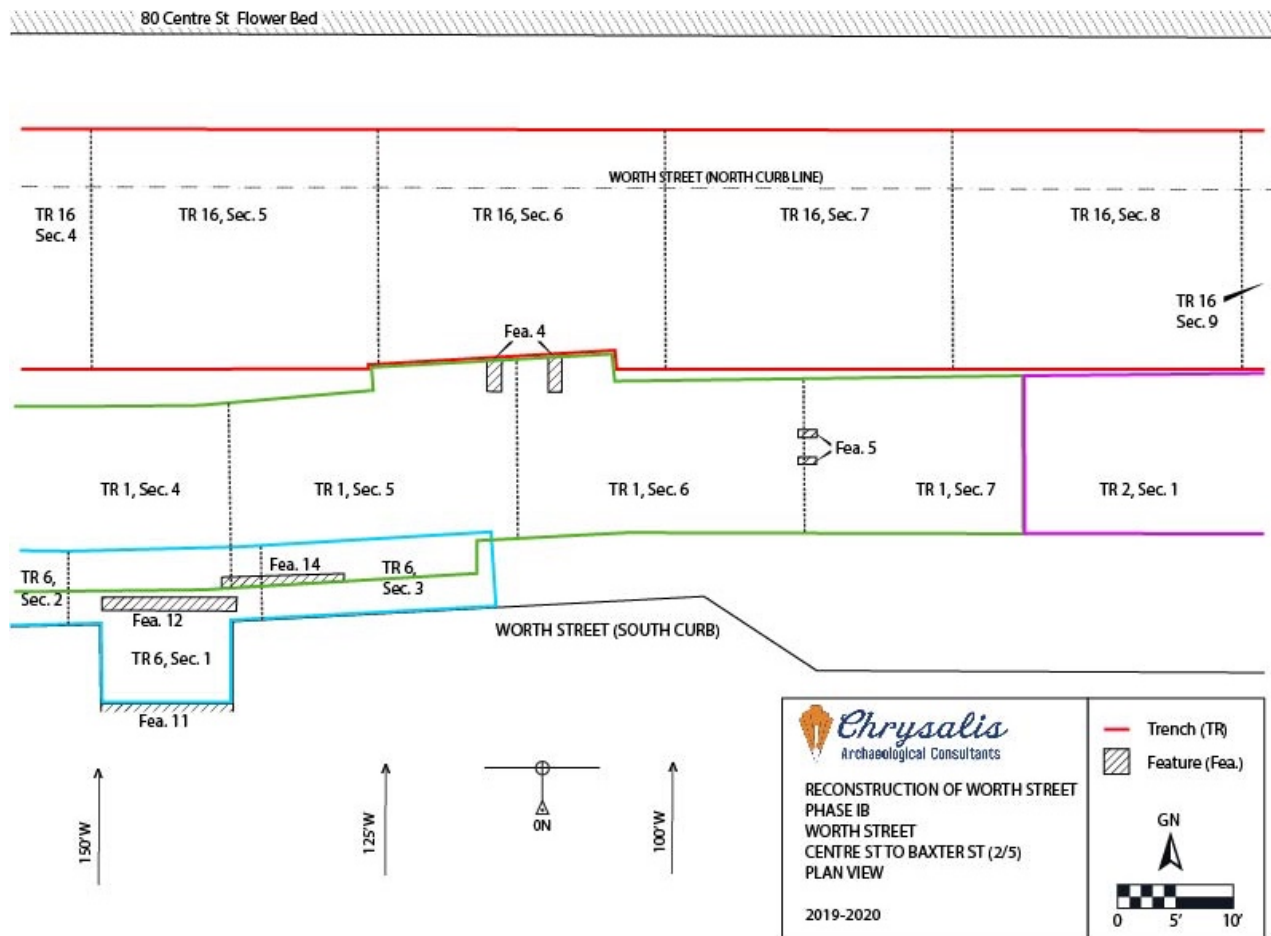 80 Centre St Flower Bed
WORTH STREET (NORTH CURB LINE)
TR 16
Sec. 4
TR 16, Sec. 5
TR 16, Sec. 6
TR 16, Sec. 7
TR 16, Sec. 8
TR 16
Sec. 9
Fea. 4
Fea. 5
TR 1, Sec. 4
TR 1, Sec. 5
TR 1, Sec. 6
TR 1, Sec. 7
TR 2, Sec. 1
TR 6,
Sec. 2
Fea. 14
TR 6,
Sec. 3
Fea. 12
WORTH STREET (SOUTH CURB)
TR 6, Sec. 1
Fea. 11
150'W
125'W
0N
100'W
Chrysalis
Archaeological Consultants
RECONSTRUCTION OF WORTH STREET
PHASE IB
WORTH STREET
CENTRE ST TO BAXTER ST (2/5)
PLAN VIEW
2019-2020
Trench (TR)
Feature (Fea.)
GN
0 5' 10'